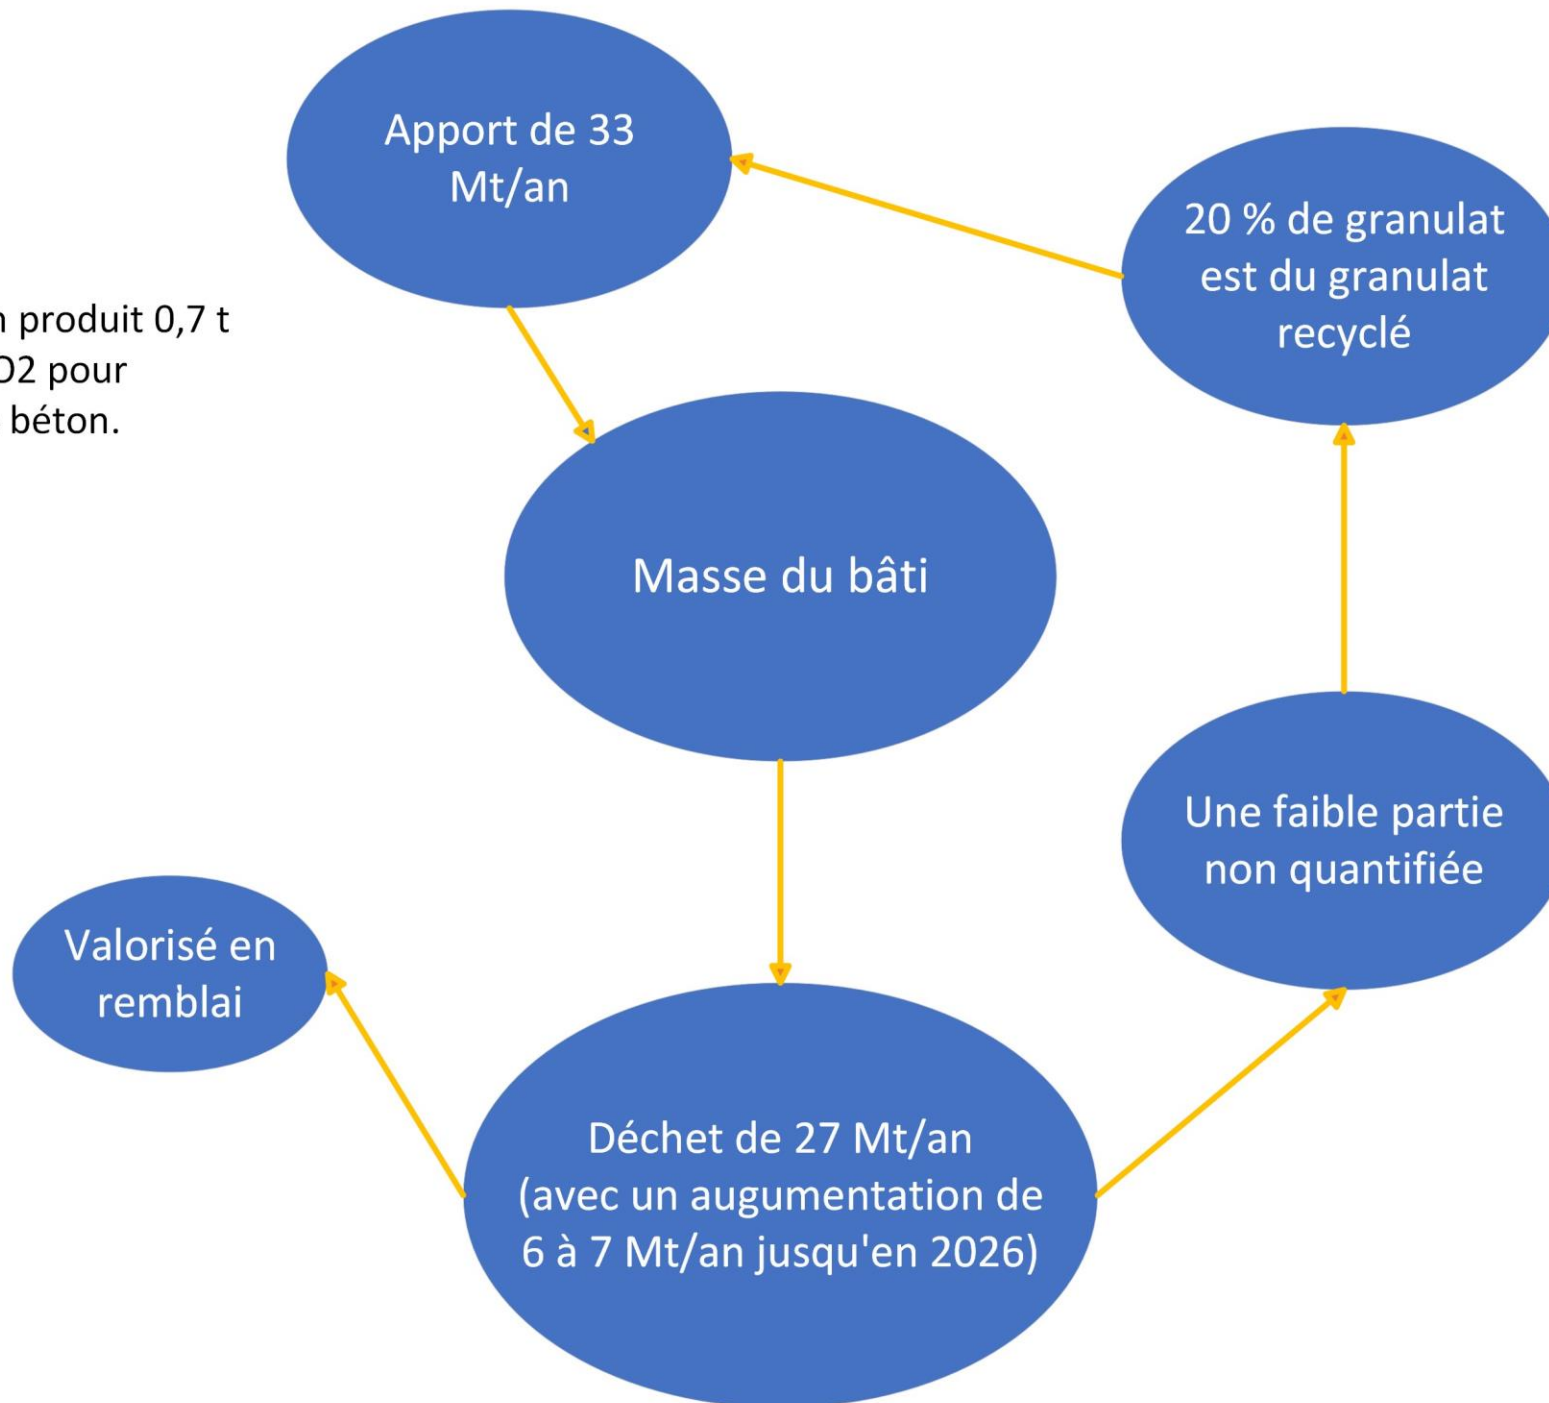 Apport de 33
Mt/an
20 % de granulat
est du granulat
recyclé
produit 0,7 t
pour
béton.
Masse du bâti
Une faible partie
non quantifiée
Valorisé en
remblai
Déchet de 27 Mt/an
(avec un augumentation de
6 à 7 Mt/an jusqu'en 2026)